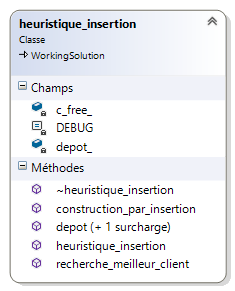 heuristique_insertion
Classe
WorkingSolution
Champs
c_free_
DEBUG
depot_
Méthodes
~heuristique_insertion
construction_par_insertion
depot (+ 1 surcharge)
heuristique_insertion
recherche_meilleur_client